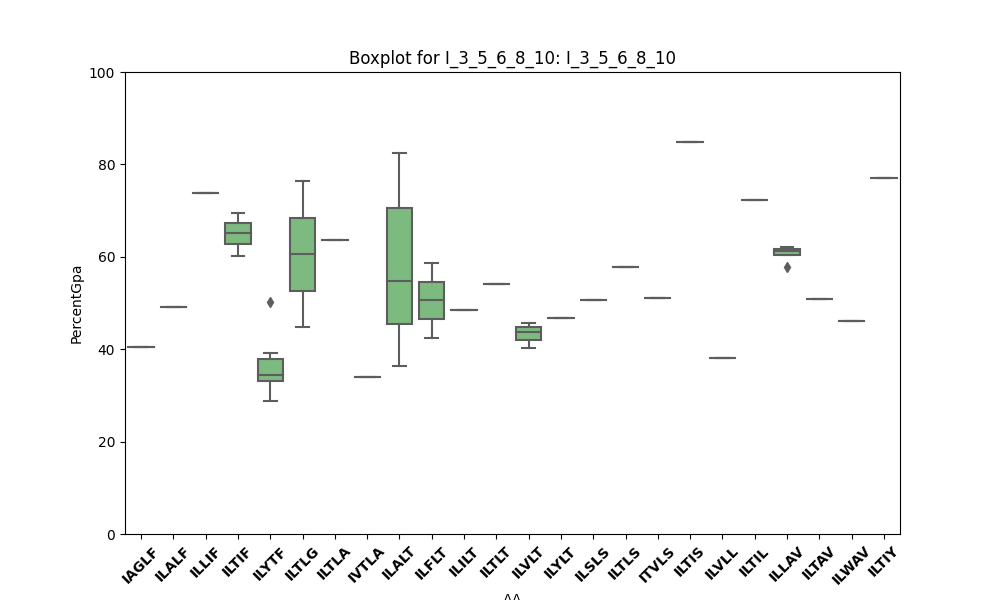 Boxplot for I_3_5_6_8_10: I_3_5_6_8_10
100
80
60
40
20
0
PercentGpa
IAGLF
ILALF
ILLIF
ILTIF
ILYTF
ILTLG
ILTLA
IVTLA
ILALT
ILFLT
ILILT
ILTLT
ILVLT
ILYLT
ILSLS
ILTLS
ITVLS
ILTIS
ILVLL
ILTIL
ILLAV
ILTAV
ILWAV
ILTIY
AA